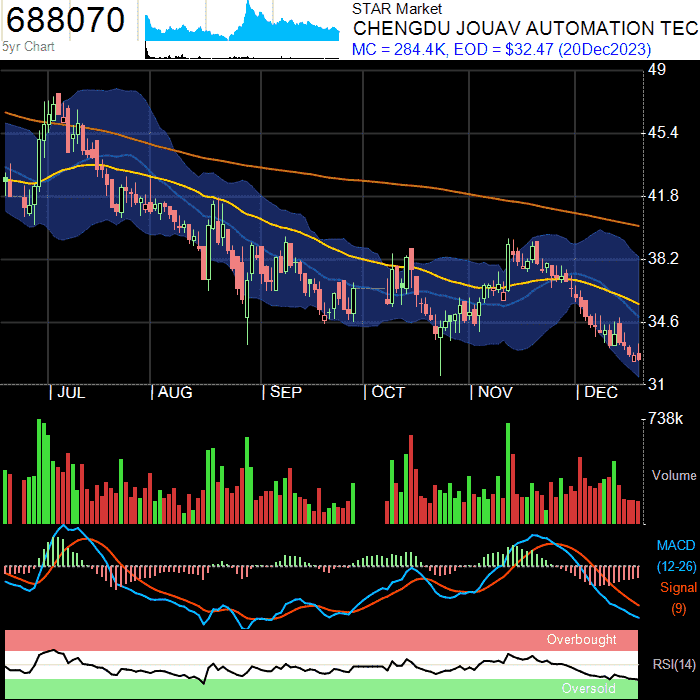 688070
5yr Chart
STAR Market
CHENGDU JOUAV AUTOMATION TEC
MC = 284.4K, EOD = $32.47 (20Dec2023)
49
45.4
41.8
38.2
34.6
31
| JUL
| AUG
| SEP
| OCT
| NOV
| DEC
738k
Volume
MACD
(12-26)
Signal
(9)
Overbought
RSI(14)
Oversold